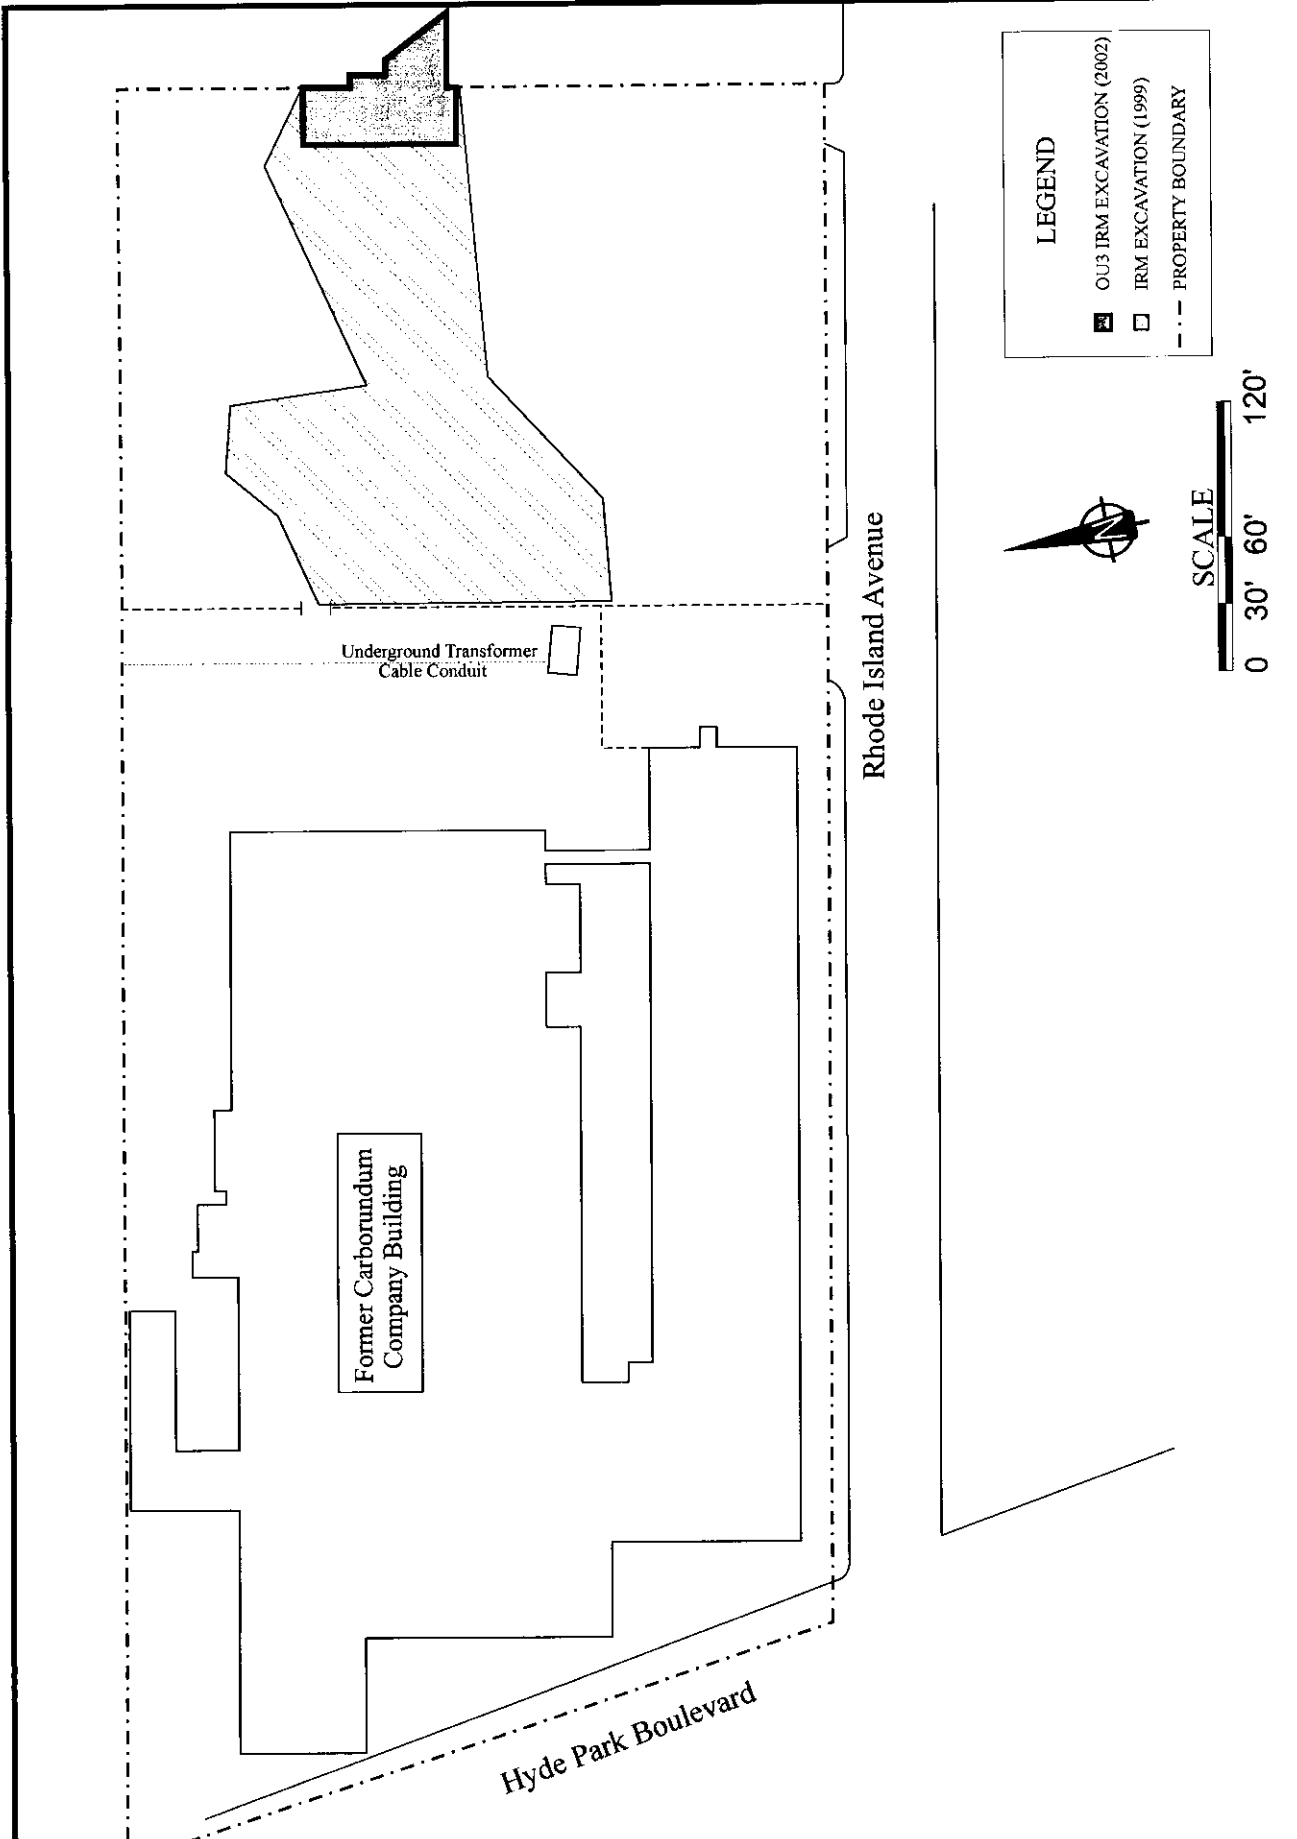 LEGEND
OU3 IRM EXCAVATION (2002)
IRM EXCAVATION (1999)
PROPERTY BOUNDARY
Underground Transformer
Cable Conduit
Rhode Island Avenue
N
SCALE
0 30' 60' 120'
Former Carborundum
Company Building
Hyde Park Boulevard